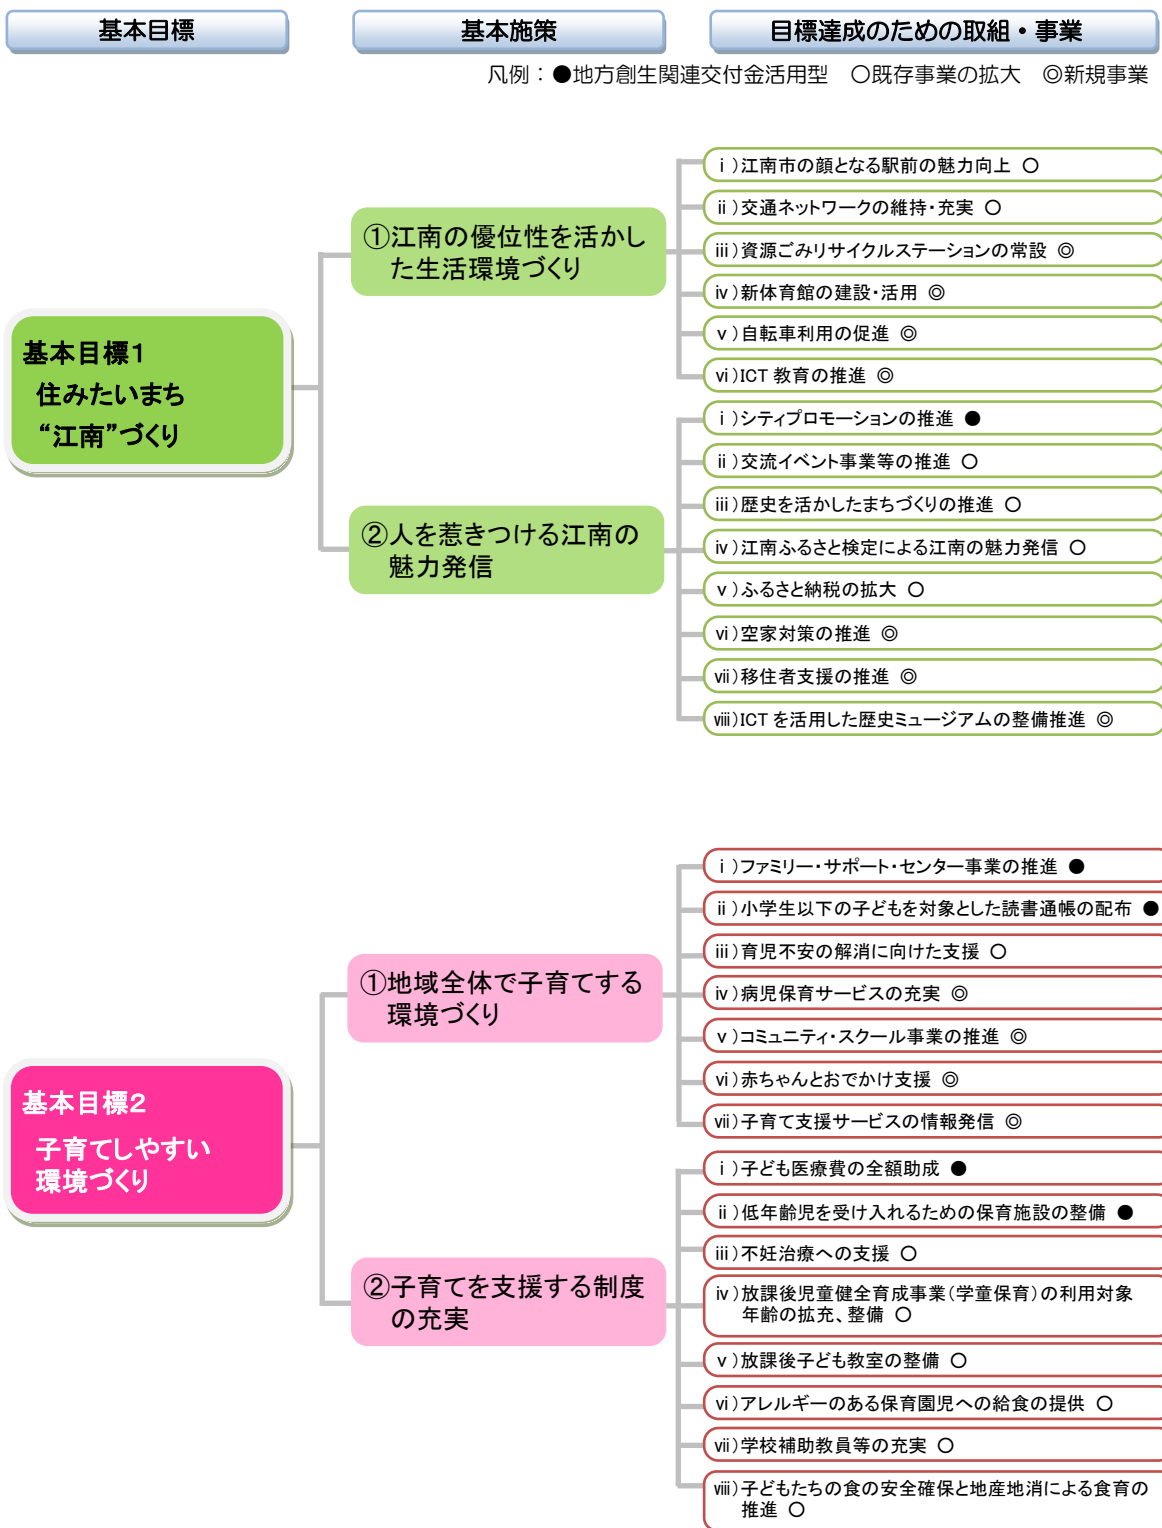 基本目標
基本施策
目標達成のための取組・事業
凡例：●地方創生関連交付金活用型　○既存事業の拡大　◎新規事業
基本目標1
住みたいまち
“江南”づくり
①江南の優位性を活かし
た生活環境づくり
ⅰ)江南市の顔となる駅前の魅力向上 ○
ⅱ)交通ネットワークの維持・充実 ○
ⅲ)資源ごみリサイクルステーションの常設 ◎
ⅳ)新体育館の建設・活用 ◎
ⅴ)自転車利用の促進 ◎
ⅵ)ICT 教育の推進 ◎
②人を惹きつける江南の
魅力発信
ⅰ)シティプロモーションの推進 ●
ⅱ)交流イベント事業等の推進 ○
ⅲ)歴史を活かしたまちづくりの推進 ○
ⅳ)江南ふるさと検定による江南の魅力発信 ○
ⅴ)ふるさと納税の拡大 ○
ⅵ)空家対策の推進 ◎
ⅶ)移住者支援の推進 ◎
ⅷ)ICT を活用した歴史ミュージアムの整備推進 ◎
基本目標2
子育てしやすい
環境づくり
①地域全体で子育てする
環境づくり
ⅰ)ファミリー・サポート・センター事業の推進 ●
ⅱ)小学生以下の子どもを対象とした読書通帳の配布 ●
ⅲ)育児不安の解消に向けた支援 ○
ⅳ)病児保育サービスの充実 ◎
ⅴ)コミュニティ・スクール事業の推進 ◎
ⅵ)赤ちゃんとおでかけ支援 ◎
ⅶ)子育て支援サービスの情報発信 ◎
②子育てを支援する制度
の充実
ⅰ)子ども医療費の全額助成 ●
ⅱ)低年齢児を受け入れるための保育施設の整備 ●
ⅲ)不妊治療への支援 ○
ⅳ)放課後児童健全育成事業(学童保育)の利用対象
年齢の拡充、整備 ○
ⅴ)放課後子ども教室の整備 ○
ⅵ)アレルギーのある保育園児への給食の提供 ○
ⅶ)学校補助教員等の充実 ○
ⅷ)子どもたちの食の安全確保と地産地消による食育の
推進 ○